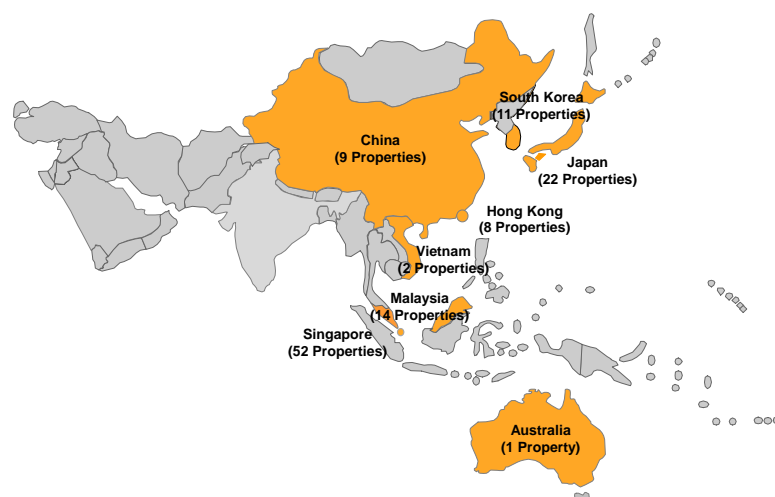 South Korea
(11 Properties)
China
(9 Properties)
Japan
(22 Properties)
Hong Kong
(8 Properties)
Vietnam
(2 Properties)
Malaysia
(14 Properties)
Singapore
(52 Properties)
Australia
(1 Property)